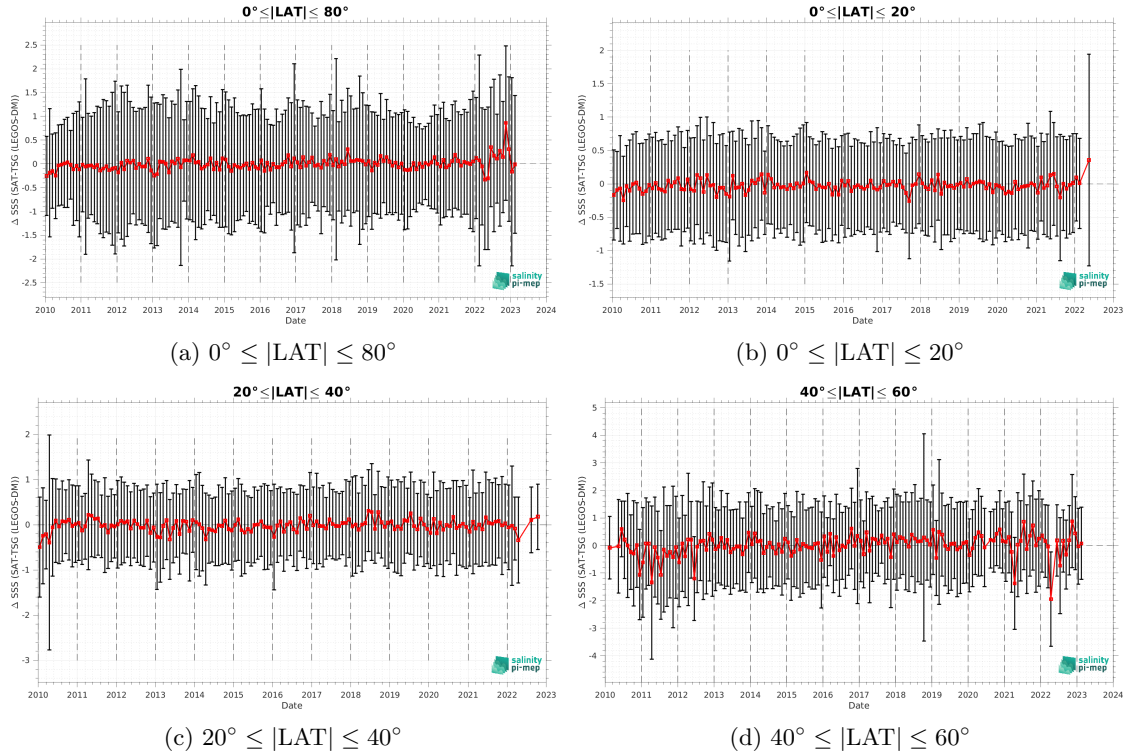 0°≤|LAT|≤ 80°
Δ SSS (SAT-TSG (LEGOS-DM))
2.5
2
1.5
1
0.5
0
-0.5
-1
-1.5
-2
-2.5
2010 2011 2012 2013 2014 2015 2016 2017 2018 2019 2020 2021 2022 2023 2024
Date
salinity
pi-mep
(a) 0° ≤ |LAT| ≤ 80°
0°≤|LAT|≤ 20°
Δ SSS (SAT-TSG (LEGOS-DM))
2
1.5
1
0.5
0
-0.5
-1
-1.5
2010 2011 2012 2013 2014 2015 2016 2017 2018 2019 2020 2021 2022 2023
Date
salinity
pi-mep
(b) 0° ≤ |LAT| ≤ 20°
20°≤|LAT|≤ 40°
Δ SSS (SAT-TSG (LEGOS-DM))
2
1
0
-1
-2
-3
2010 2011 2012 2013 2014 2015 2016 2017 2018 2019 2020 2021 2022 2023
Date
salinity
pi-mep
(c) 20° ≤ |LAT| ≤ 40°
40°≤|LAT|≤ 60°
Δ SSS (SAT-TSG (LEGOS-DM))
5
4
3
2
1
0
-1
-2
-3
-4
2010 2011 2012 2013 2014 2015 2016 2017 2018 2019 2020 2021 2022 2023 2024
Date
salinity
pi-mep
(d) 40° ≤ |LAT| ≤ 60°